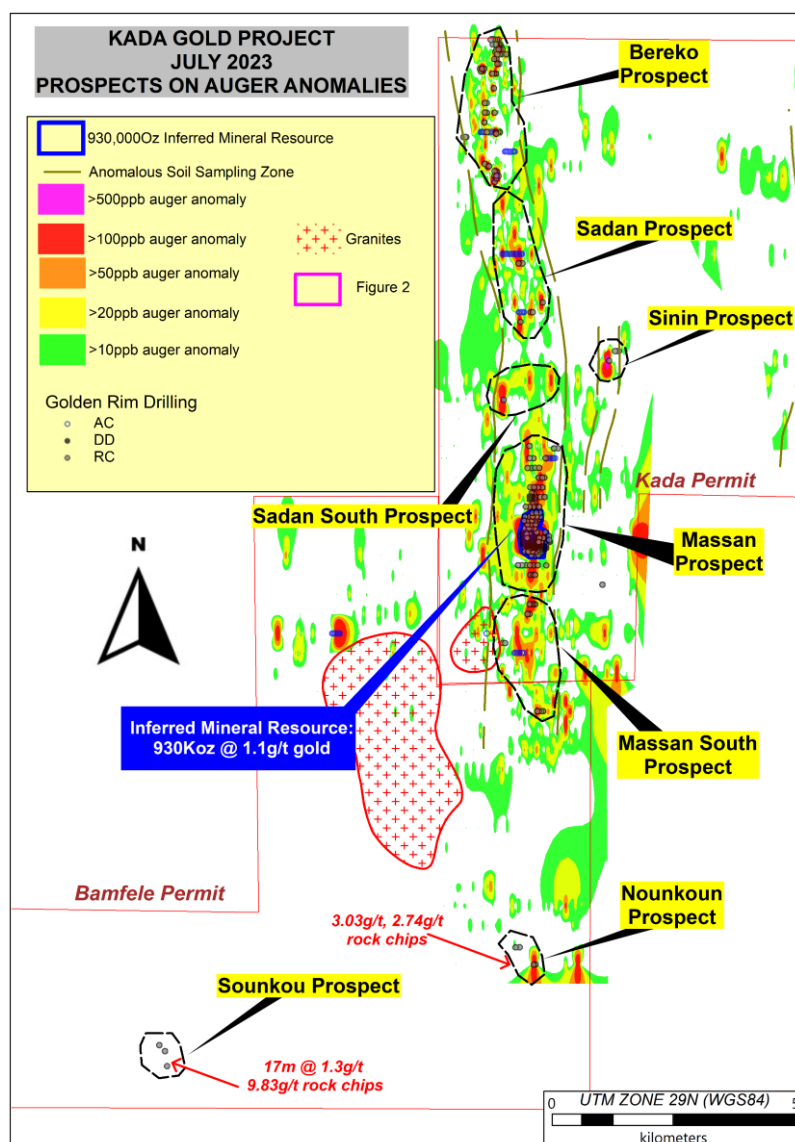 KADA GOLD PROJECT
JULY 2023
PROSPECTS ON AUGER ANOMALIES
930,000Oz Inferred Mineral Resource
Anomalous Soil Sampling Zone
>500ppb auger anomaly
>100ppb auger anomaly
>50ppb auger anomaly
>20ppb auger anomaly
>10ppb auger anomaly
Granites
Figure 2
Golden Rim Drilling
AC
DD
RC
Bereko
Prospect
Sadan Prospect
Sinin Prospect
Kada Permit
Sadan South Prospect
Massan
Prospect
N
Inferred Mineral Resource:
930Koz @ 1.1g/t gold
Massan South
Prospect
Bamfele Permit
Nounkoun
Prospect
3.03g/t, 2.74g/t
rock chips
Sounkou Prospect
17m @ 1.3g/t
9.83g/t rock chips
UTM ZONE 29N (WGS84)
0 5
kilometers